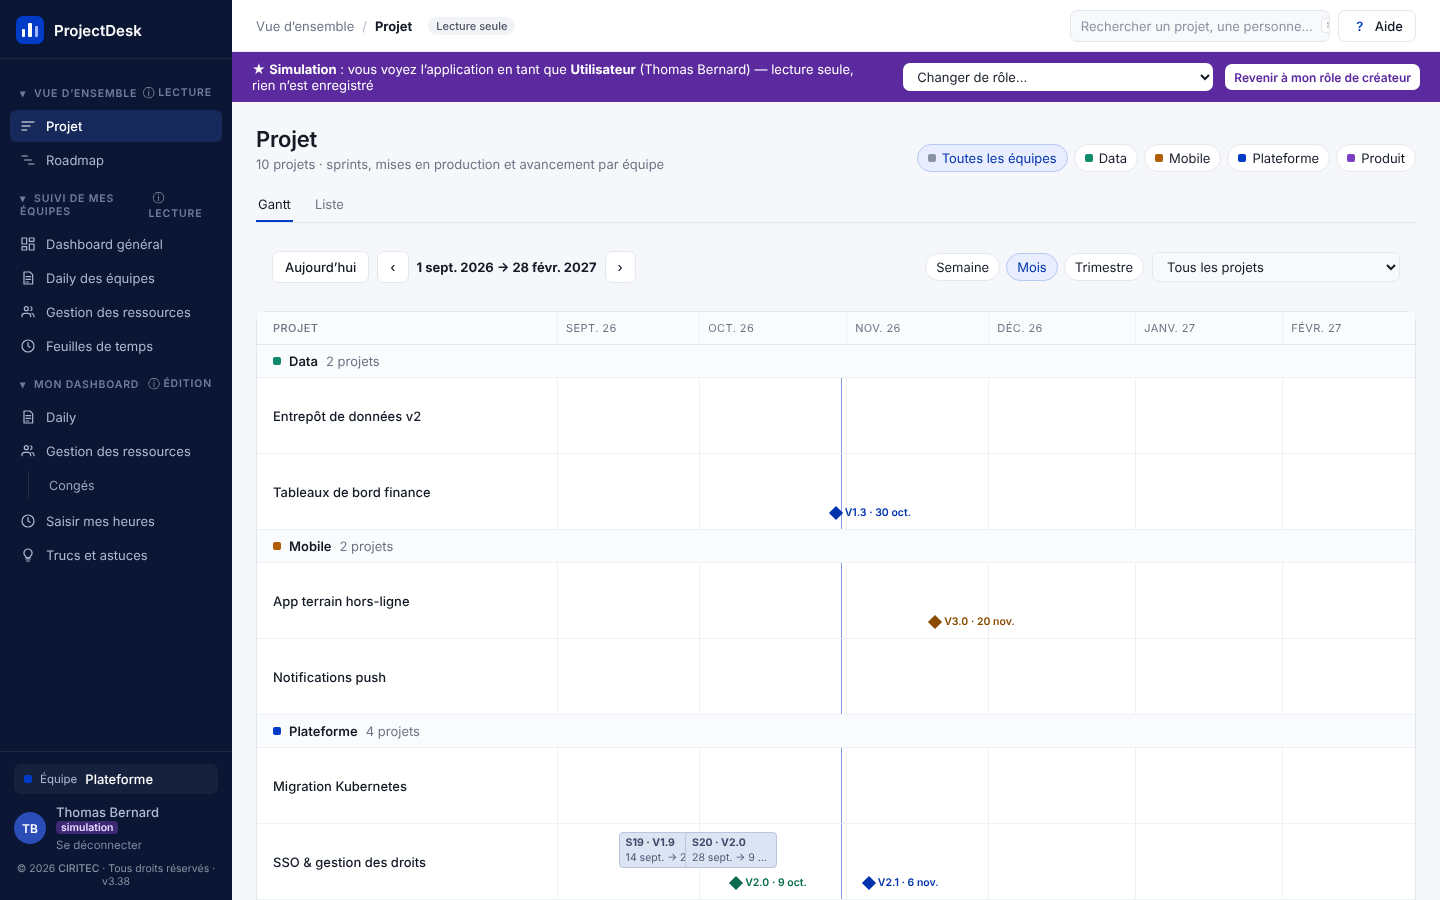 ProjectDesk
VUE D'ENSEMBLE ⓘ LECTURE
Projet
Roadmap
SUIVI DE MES ÉQUIPES ⓘ LECTURE
Dashboard général
Daily des équipes
Gestion des ressources
Feuilles de temps
MON DASHBOARD ⓘ ÉDITION
Daily
Gestion des ressources
Congés
Saisir mes heures
Trucs et astuces
Équipe Plateforme
TB
Thomas Bernard
simulation
Se déconnecter
© 2026 CIRITEC · Tous droits réservés ·
v3.38
Vue d'ensemble / Projet Lecture seule
Rechercher un projet, une personne...
? Aide
★ Simulation : vous voyez l'application en tant que Utilisateur (Thomas Bernard) — lecture seule,
rien n'est enregistré
Changer de rôle...
Revenir à mon rôle de créateur
Projet
10 projets · sprints, mises en production et avancement par équipe
Toutes les équipes Data Mobile Plateforme Produit
Gantt Liste
Aujourd'hui ‹ 1 sept. 2026 → 28 févr. 2027 ›
Semaine Mois Trimestre Tous les projets
PROJET SEPT. 26 OCT. 26 NOV. 26 DÉC. 26 JANV. 27 FÉVR. 27
Data 2 projets
Entrepôt de données v2
Tableaux de bord finance
V1.3 · 30 oct.
Mobile 2 projets
App terrain hors-ligne
V3.0 · 20 nov.
Notifications push
Plateforme 4 projets
Migration Kubernetes
SSO & gestion des droits
S19 · V1.9 S20 · V2.0
14 sept. → 2 28 sept. → 9 ...
V2.0 · 9 oct. V2.1 · 6 nov.